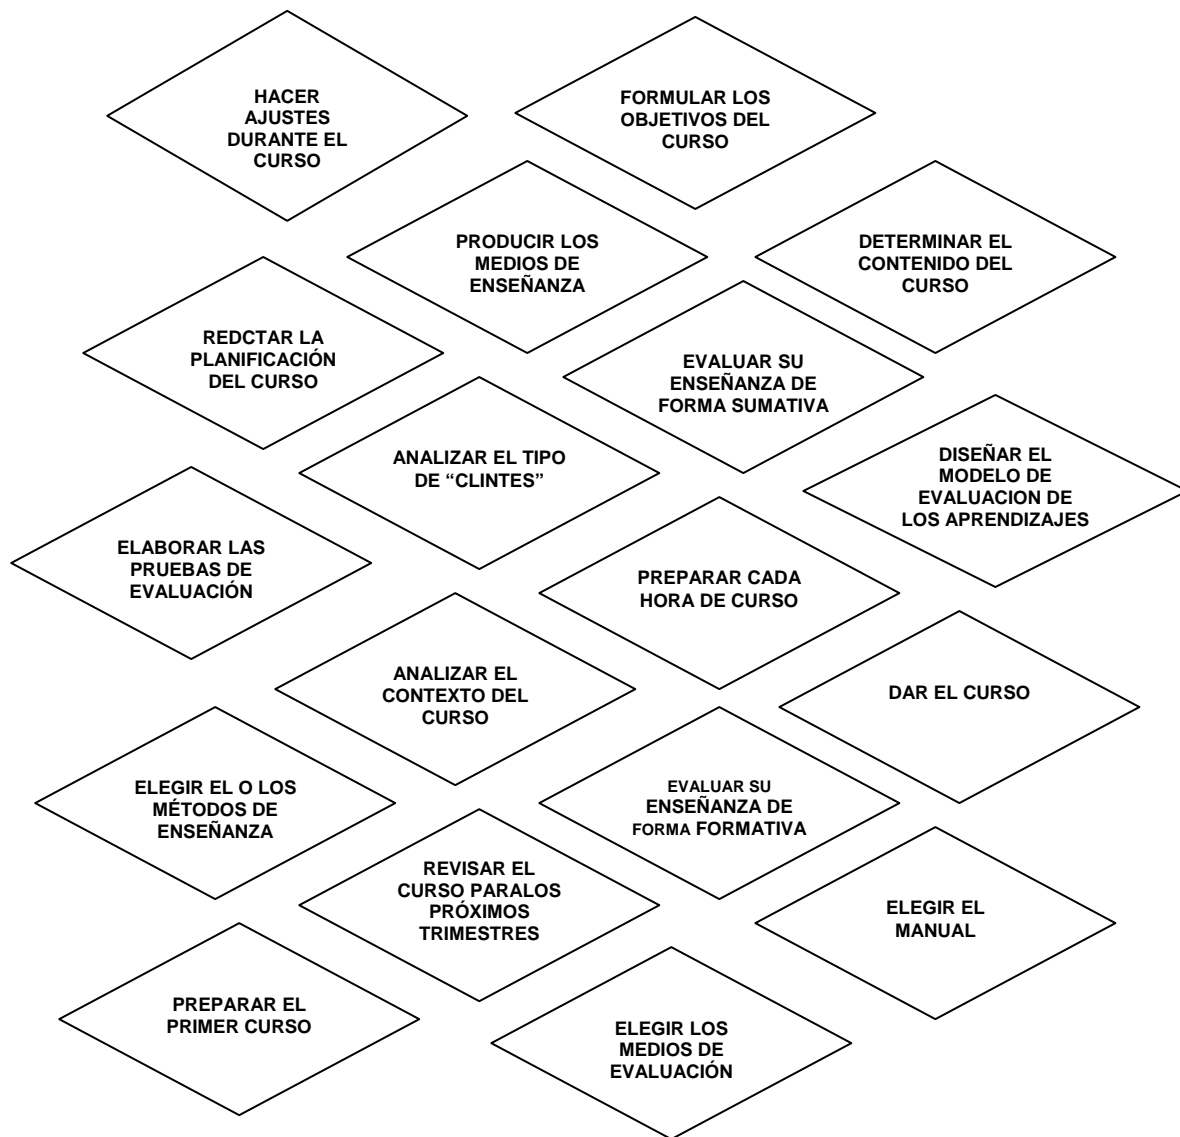 HACER
AJUSTES
DURANTE EL
CURSO
FORMULAR LOS
OBJETIVOS DEL
CURSO
PRODUCIR LOS
MEDIOS DE
ENSEÑANZA
DETERMINAR EL
CONTENIDO DEL
CURSO
REDCTAR LA
PLANIFICACIÓN
DEL CURSO
EVALUAR SU
ENSEÑANZA DE
FORMA SUMATIVA
ANALIZAR EL TIPO
DE “CLINTES”
DISEÑAR EL
MODELO DE
EVALUACION DE
LOS APRENDIZAJES
ELABORAR LAS
PRUEBAS DE
EVALUACIÓN
PREPARAR CADA
HORA DE CURSO
ANALIZAR EL
CONTEXTO DEL
CURSO
DAR EL CURSO
ELEGIR EL O LOS
MÉTODOS DE
ENSEÑANZA
EVALUAR SU
ENSEÑANZA DE
FORMA FORMATIVA
REVISAR EL
CURSO PARALOS
PRÓXIMOS
TRIMESTRES
ELEGIR EL
MANUAL
PREPARAR EL
PRIMER CURSO
ELEGIR LOS
MEDIOS DE
EVALUACIÓN